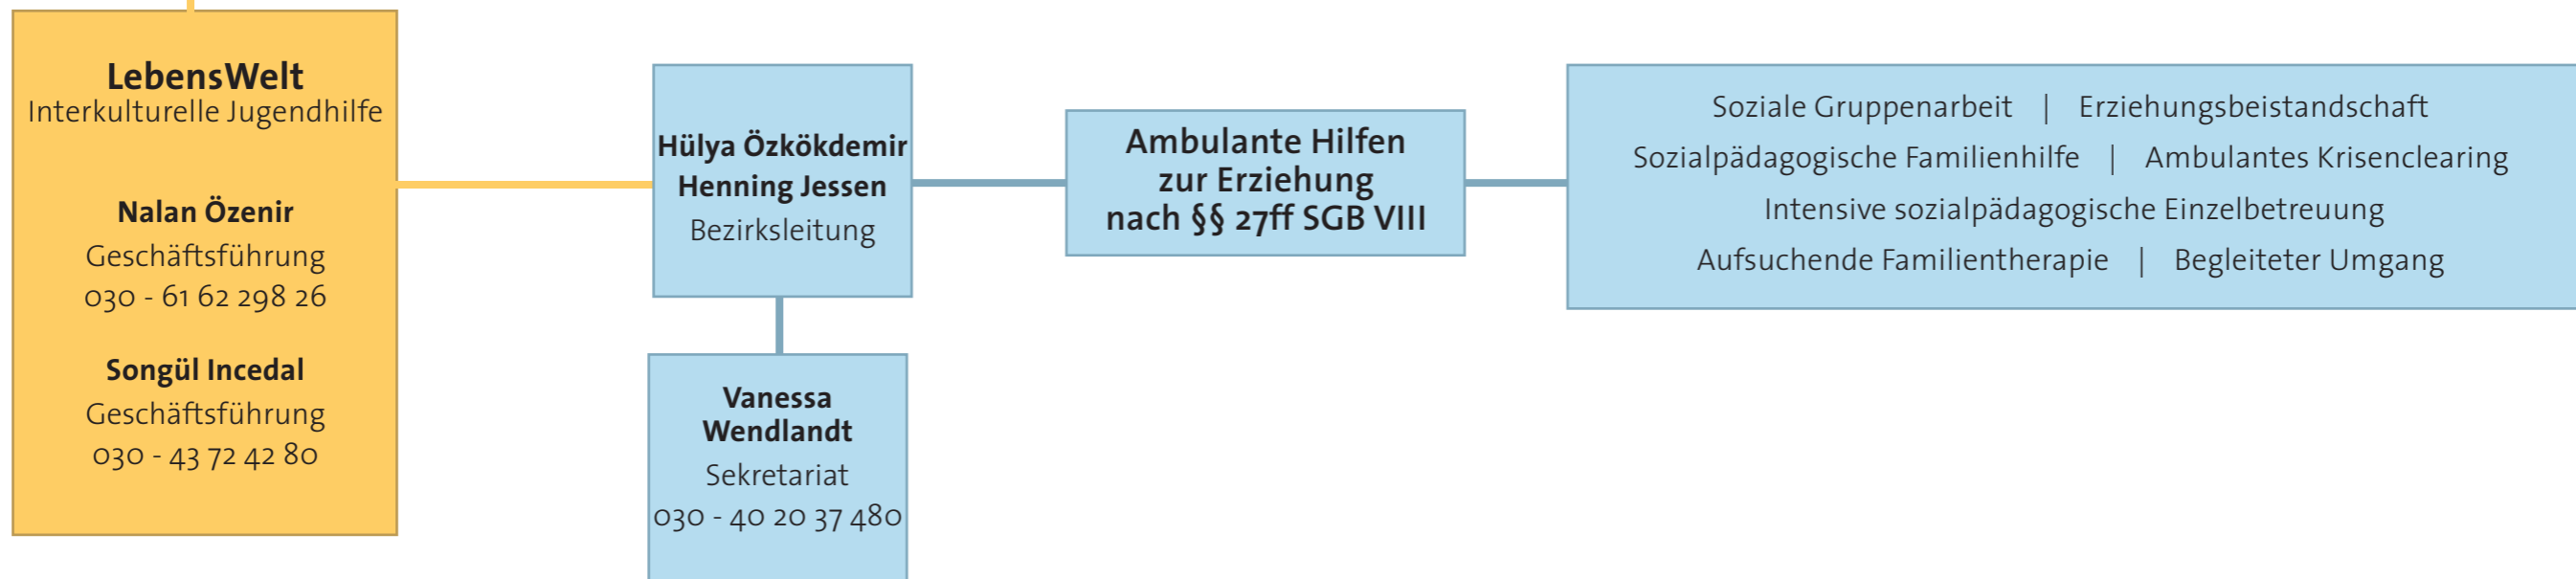 LebensWelt
Interkulturelle Jugendhilfe
Nalan Özenir
Geschäftsführung
030 - 61 62 298 26
Songül Incedal
Geschäftsführung
030 - 43 72 42 80
Hülya Özkökdemir
Henning Jessen
Bezirksleitung
Vanessa
Wendlandt
Sekretariat
030 - 40 20 37 480
Ambulante Hilfen
zur Erziehung
nach §§ 27ff SGB VIII
Soziale Gruppenarbeit | Erziehungsbeistandschaft
Sozialpädagogische Familienhilfe | Ambulantes Krisenclearing
Intensive sozialpädagogische Einzelbetreuung
Aufsuchende Familientherapie | Begleiteter Umgang